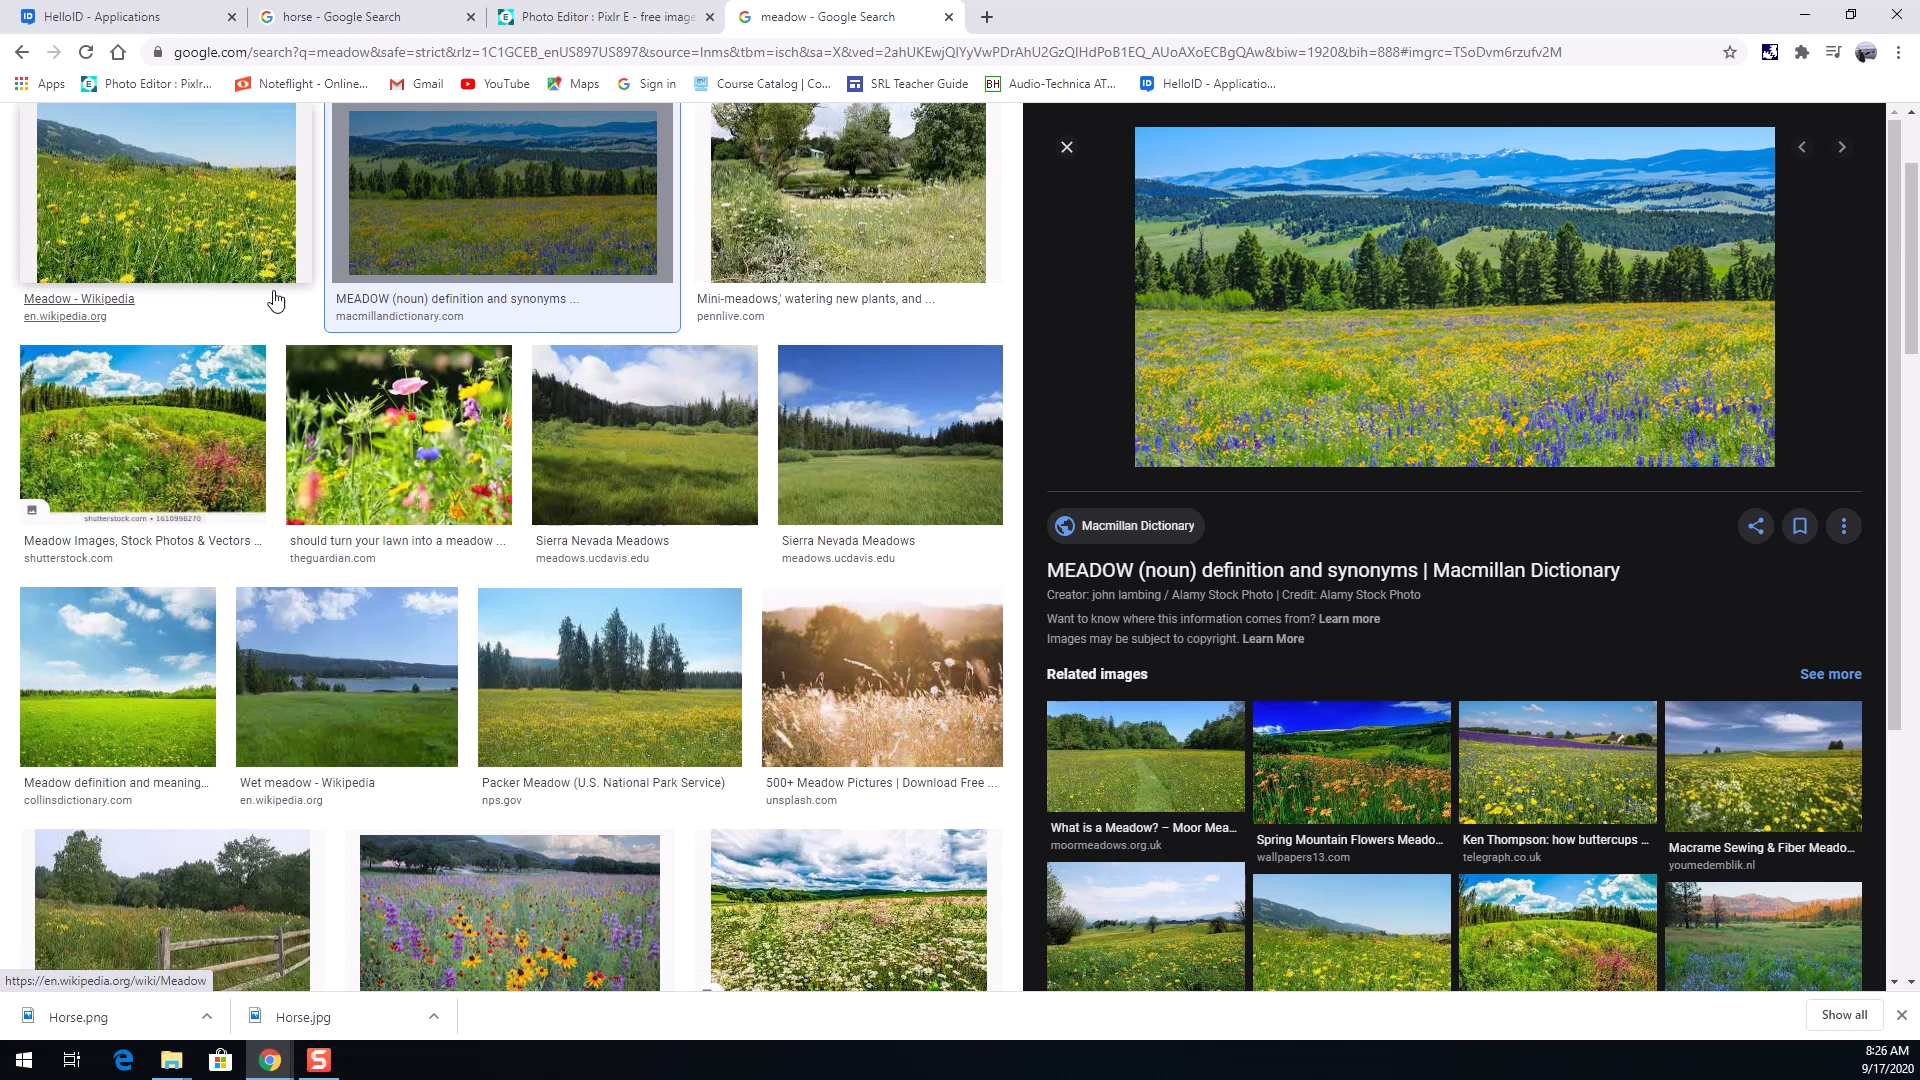 HelloID - Applications
horse - Google Search
Photo Editor : Pixlr E - free image
meadow - Google Search
google.com/search?q=meadow&safe=strict&rlz=1C1GCEB_enUS897US897&source=lnms&tbm=isch&sa=X&ved=2ahUKEwjQlYyVwPDrAhU2GzQIHdPoB1EQ_AUoAXoECBgQAw&biw=1920&bih=888#imgrc=TSoDvm6rzufv2M
Apps
Photo Editor : Pixlr...
Noteflight - Online...
Gmail
YouTube
Maps
Sign in
Course Catalog | Co...
SRL Teacher Guide
Audio-Technica AT...
HelloID - Applicatio...
Meadow - Wikipedia
en.wikipedia.org
MEADOW (noun) definition and synonyms ...
macmillandictionary.com
Mini-meadows,' watering new plants, and ...
pennlive.com
shutterstock.com • 1610998270
Meadow Images, Stock Photos & Vectors ...
shutterstock.com
should turn your lawn into a meadow ...
theguardian.com
Sierra Nevada Meadows
meadows.ucdavis.edu
Sierra Nevada Meadows
meadows.ucdavis.edu
Meadow definition and meaning...
collinsdictionary.com
Wet meadow - Wikipedia
en.wikipedia.org
Packer Meadow (U.S. National Park Service)
nps.gov
500+ Meadow Pictures | Download Free ...
unsplash.com
Macmillan Dictionary
MEADOW (noun) definition and synonyms | Macmillan Dictionary
Creator: john lambing / Alamy Stock Photo | Credit: Alamy Stock Photo
Want to know where this information comes from? Learn more
Images may be subject to copyright. Learn More
Related images
See more
What is a Meadow? – Moor Mea...
moormeadows.org.uk
Spring Mountain Flowers Meado...
wallpapers13.com
Ken Thompson: how buttercups ...
telegraph.co.uk
Macrame Sewing & Fiber Meado...
youmedemblik.nl
https://en.wikipedia.org/wiki/Meadow
Horse.png
Horse.jpg
Show all
8:26 AM
9/17/2020